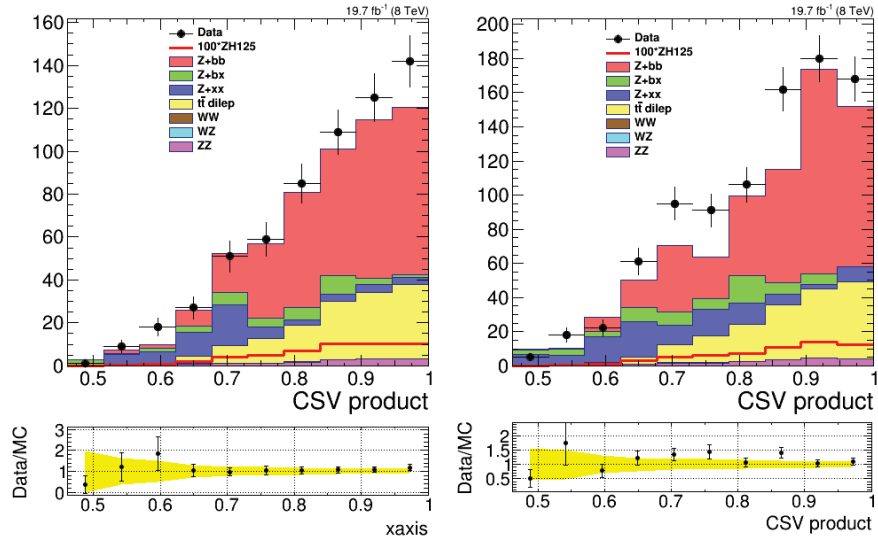 19.7 fb⁻¹ (8 TeV)
160
140
120
100
80
60
40
20
0
Data
100*ZH125
Z+bb
Z+bx
Z+xx
tt̄ dilep
WW
WZ
ZZ
0.5 0.6 0.7 0.8 0.9 1
CSV product
Data/MC
3
2
1
0
0.5 0.6 0.7 0.8 0.9 1
xaxis
19.7 fb⁻¹ (8 TeV)
200
180
160
140
120
100
80
60
40
20
0
Data
100*ZH125
Z+bb
Z+bx
Z+xx
tt̄ dilep
WW
WZ
ZZ
0.5 0.6 0.7 0.8 0.9 1
CSV product
Data/MC
2
1.5
1
0.5
0.5 0.6 0.7 0.8 0.9 1
CSV product